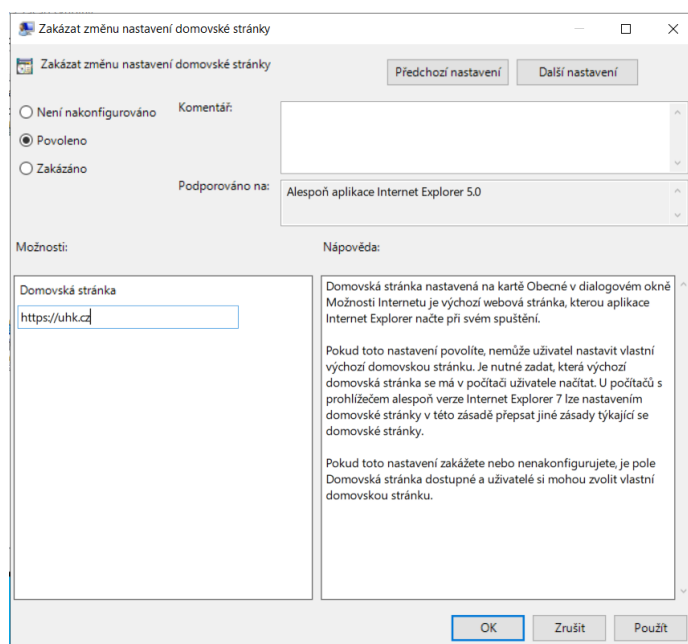 Zakázat změnu nastavení domovské stránky
Zakázat změnu nastavení domovské stránky
Předchozí nastavení
Další nastavení
Není nakonfigurováno
Komentář:
Povoleno
Zakázáno
Podporováno na:
Alespoň aplikace Internet Explorer 5.0
Možnosti:
Nápověda:
Domovská stránka
https://uhk.cz
Domovská stránka nastavená na kartě Obecné v dialogovém okně
Možnosti Internetu je výchozí webová stránka, kterou aplikace
Internet Explorer načte při svém spuštění.
Pokud toto nastavení povolíte, nemůže uživatel nastavit vlastní
výchozí domovskou stránku. Je nutné zadat, která výchozí
domovská stránka se má v počítači uživatele načítat. U počítačů s
prohlížečem alespoň verze Internet Explorer 7 lze nastavením
domovské stránky v této zásadě přepsat jiné zásady týkající se
domovské stránky.
Pokud toto nastavení zakážete nebo nenakonfigurujete, je pole
Domovská stránka dostupné a uživatelé si mohou zvolit vlastní
domovskou stránku.
OK
Zrušit
Použít